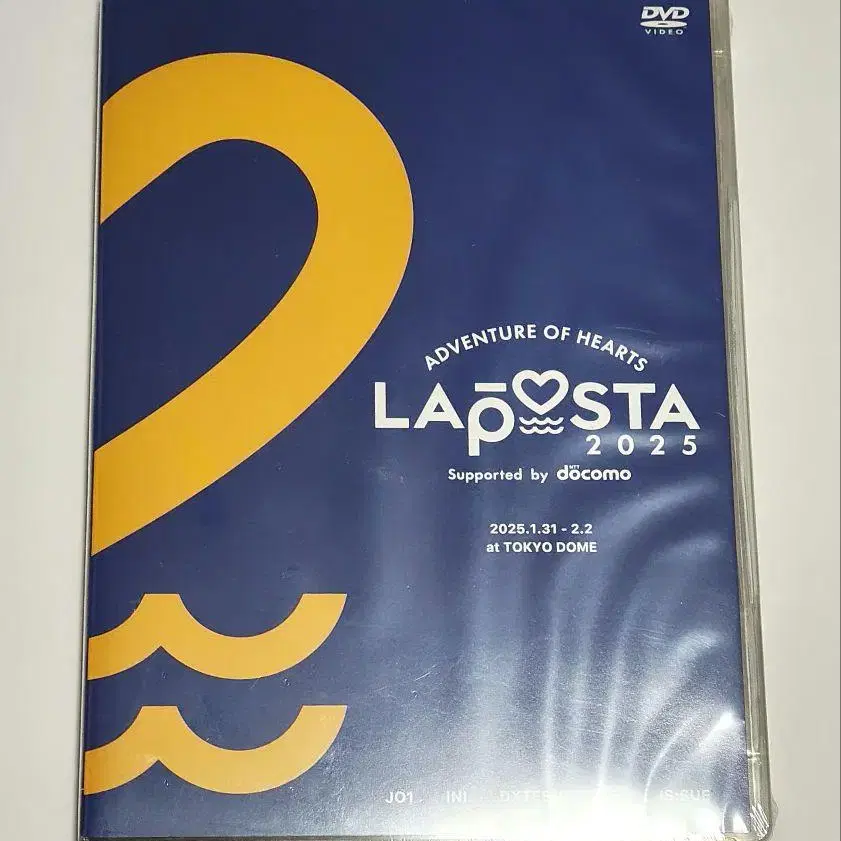 DVD
VIDEO
ADVENTURE OF HEARTS
LAPOSTA
2025
Supported by NTT docomo
2025.1.31 - 2.2
at TOKYO DOME
JO1 INI IS:SUE